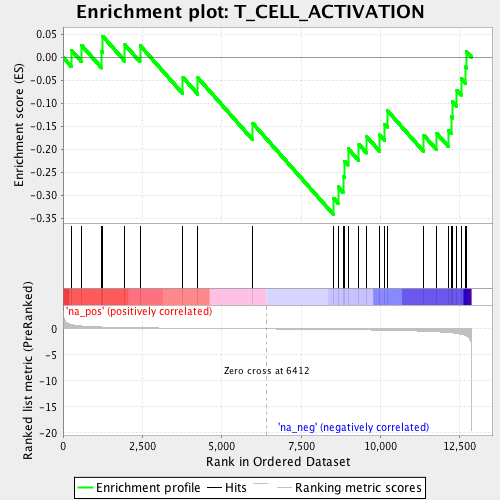 Enrichment plot: T_CELL_ACTIVATION
Enrichment score (ES)
0.05
0.00
-0.05
-0.10
-0.15
-0.20
-0.25
-0.30
-0.35
'na_pos' (positively correlated)
Ranked list metric (PreRanked)
0
-5
-10
-15
-20
Zero cross at 6412
'na_neg' (negatively correlated)
0
2,500
5,000
7,500
10,000
12,500
Rank in Ordered Dataset
Enrichment profile
Hits
Ranking metric scores